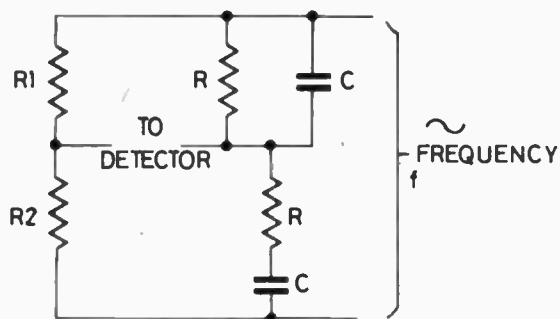 R1
R
C
TO
DETECTOR
~ FREQUENCY
f
R2
R
C